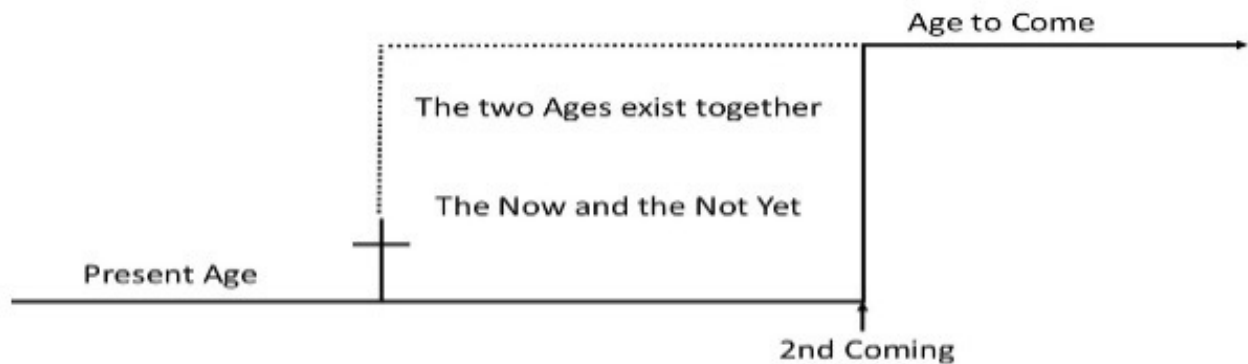 Age to Come
The two Ages exist together
The Now and the Not Yet
Present Age
2nd Coming